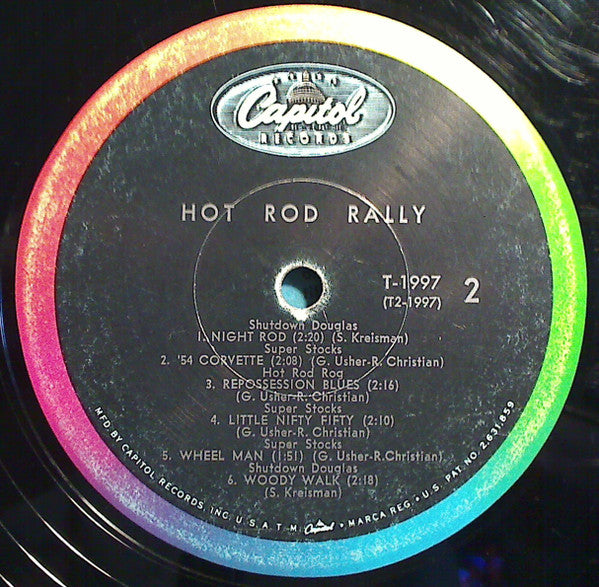 Capitol
RECORDS
HOT ROD RALLY
T-1997
(T2-1997)
2
Shutdown Douglas
1. NIGHT ROD (2:20) (S. Kreisman)
Super Stocks
2. '54 CORVETTE (2:08) (G. Usher-R. Christian)
Hot Rod Rog
3. REPOSSESSION BLUES (2:16)
(G. Usher-R. Christian)
Super Stocks
4. LITTLE NIFTY FIFTY (2:10)
(G. Usher-R. Christian)
Super Stocks
5. WHEEL MAN (1:51) (G. Usher-R. Christian)
Shutdown Douglas
6. WOODY WALK (2:18)
(S. Kreisman)
MFD. BY CAPITOL RECORDS, INC. U. S. A. T. M. Capitol • MARCA REG. • U. S. PAT. NO. 2,631,859